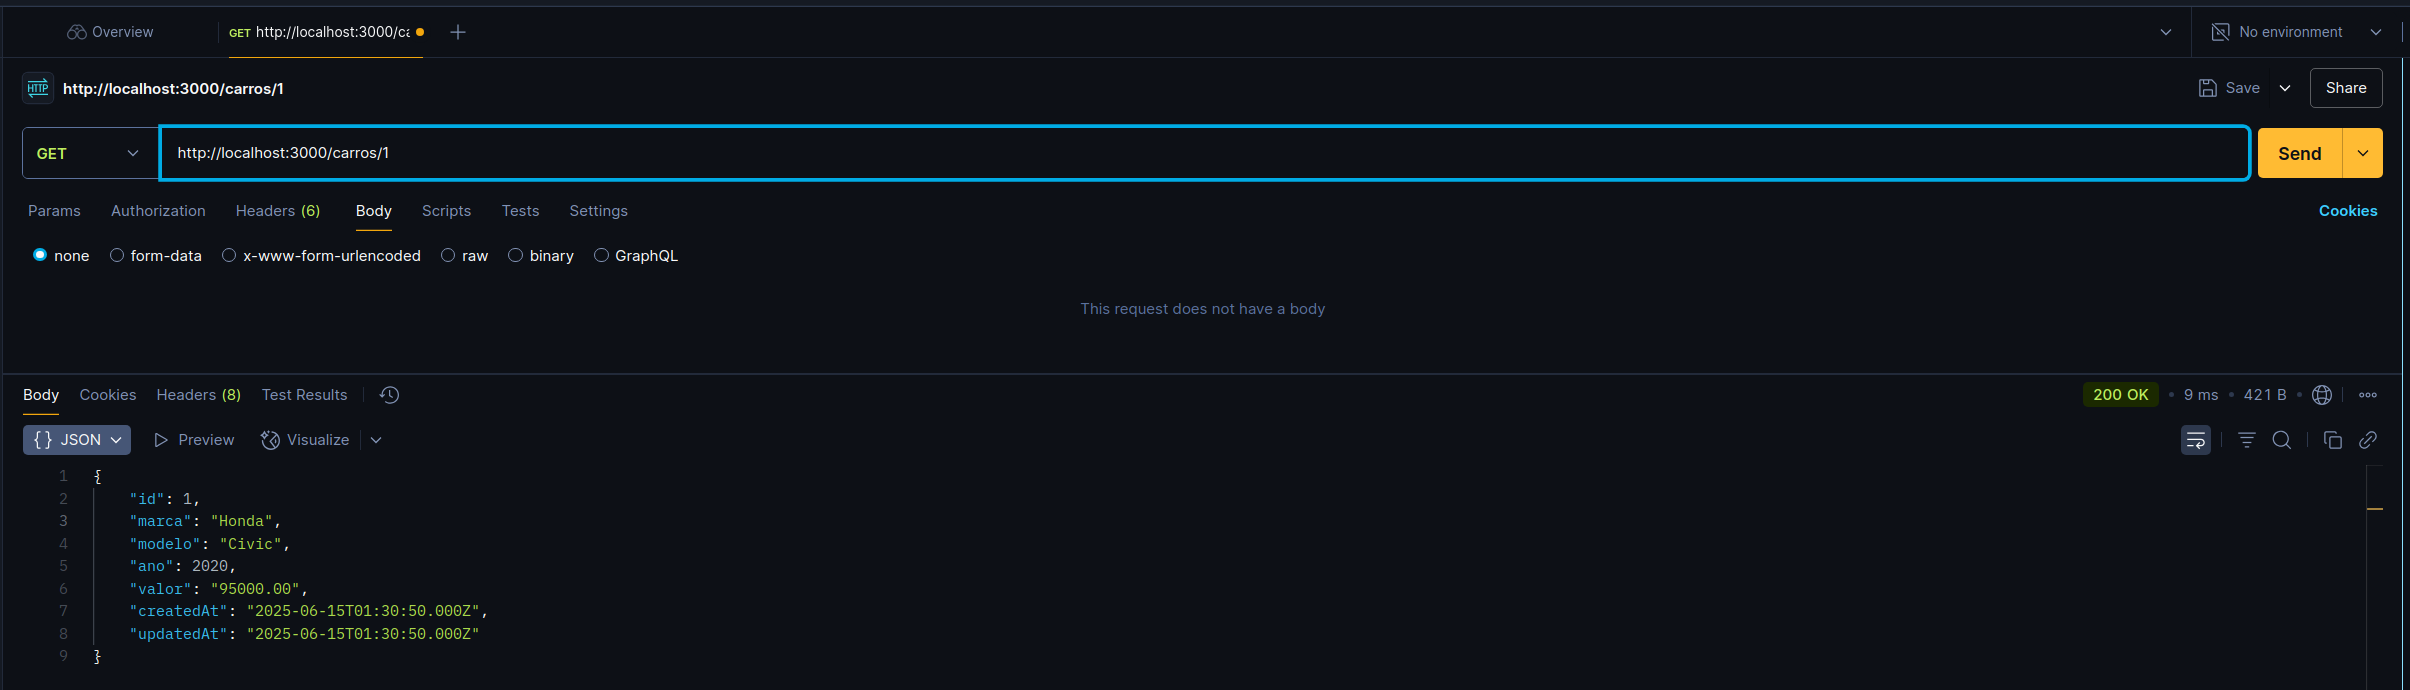 Overview GET http://localhost:3000/ca No environment
HTTP http://localhost:3000/carros/1 Save Share
GET http://localhost:3000/carros/1 Send
Params Authorization Headers (6) Body Scripts Tests Settings Cookies
none form-data x-www-form-urlencoded raw binary GraphQL
This request does not have a body
Body Cookies Headers (8) Test Results 200 OK • 9 ms • 421 B •
{} JSON Preview Visualize
1 {
2 "id": 1,
3 "marca": "Honda",
4 "modelo": "Civic",
5 "ano": 2020,
6 "valor": "95000.00",
7 "createdAt": "2025-06-15T01:30:50.000Z",
8 "updatedAt": "2025-06-15T01:30:50.000Z"
9 }